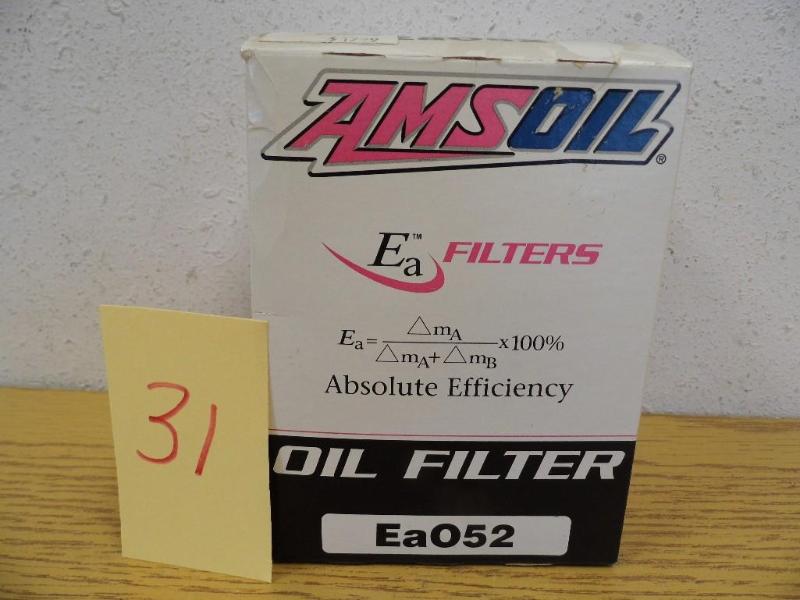 AMSOIL®
Ea™ FILTERS
Ea= △mA / △mA+△mB x100%
Absolute Efficiency
OIL FILTER
EaO52
31